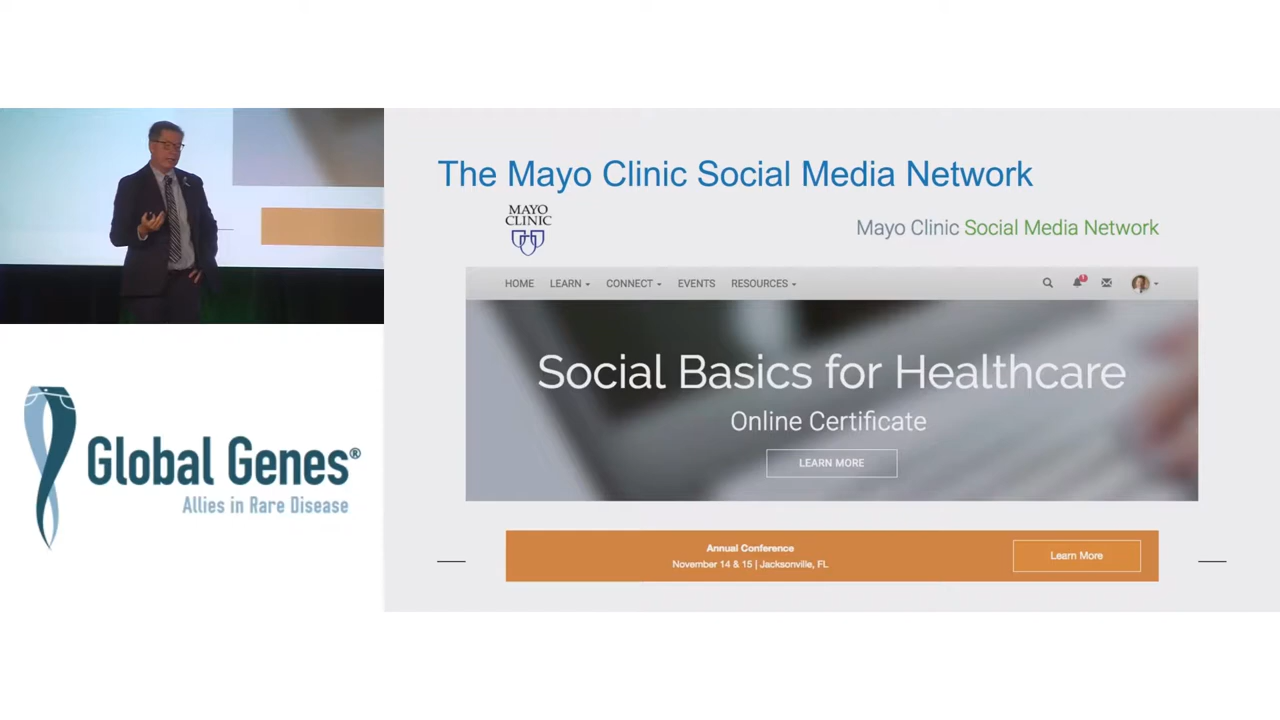 The Mayo Clinic Social Media Network
MAYO
CLINIC
Mayo Clinic Social Media Network
HOME LEARN CONNECT EVENTS RESOURCES
1
Social Basics for Healthcare
Online Certificate
LEARN MORE
Annual Conference
November 14 & 15 | Jacksonville, FL
Learn More
Global Genes®
Allies in Rare Disease